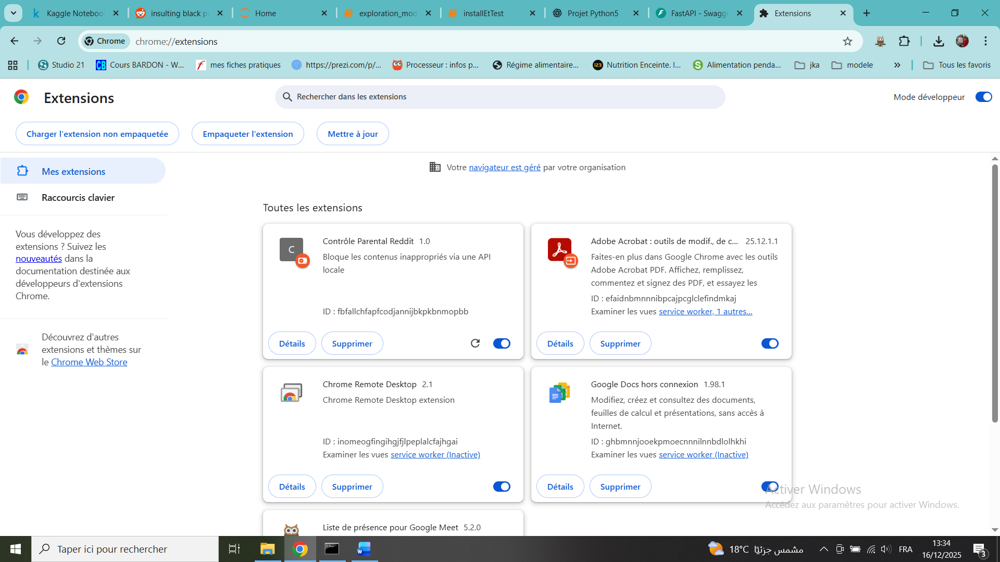 Kaggle Noteboo
insulting black p
Home
exploration_mod
installEtTest
Projet Python5
FastAPI - Swagg
Extensions
Chrome
chrome://extensions
Studio 21
Cours BARDON - W...
mes fiches pratiques
https://prezi.com/p/...
Processeur : infos p...
Régime alimentaire...
Nutrition Enceinte. I...
Alimentation penda...
jka
modele
Tous les favoris
Extensions
Rechercher dans les extensions
Mode développeur
Charger l'extension non empaquetée
Empaqueter l'extension
Mettre à jour
Mes extensions
Raccourcis clavier
Vous développez des
extensions ? Suivez les
nouveautés dans la
documentation destinée aux
développeurs d'extensions
Chrome.
Découvrez d'autres
extensions et thèmes sur
le Chrome Web Store
Votre navigateur est géré par votre organisation
Toutes les extensions
C
Contrôle Parental Reddit 1.0
Bloque les contenus inappropriés via une API
locale
ID : fbfallchfapfcodjannijbkpkbnmopbb
Détails
Supprimer
Adobe Acrobat : outils de modif., de c... 25.12.1.1
Faites-en plus dans Google Chrome avec les outils
Adobe Acrobat PDF. Affichez, remplissez,
commentez et signez des PDF, et essayez les
ID : efaidnbmnnnibpcajpcglclefindmkaj
Examiner les vues service worker, 1 autres...
Détails
Supprimer
Chrome Remote Desktop 2.1
Chrome Remote Desktop extension
ID : inomeogfingihgjfjlpeplalcfajhgai
Examiner les vues service worker (Inactive)
Détails
Supprimer
Google Docs hors connexion 1.98.1
Modifiez, créez et consultez des documents,
feuilles de calcul et présentations, sans accès à
Internet.
ID : ghbmnnjooekpmoecnnnilnnbdlolhkhi
Examiner les vues service worker (Inactive)
Détails
Supprimer
Liste de présence pour Google Meet 5.2.0
Activer Windows
Accédez aux paramètres pour activer Windows.
Taper ici pour rechercher
18°C مشمس جزئيًا
FRA
13:34
16/12/2025
3